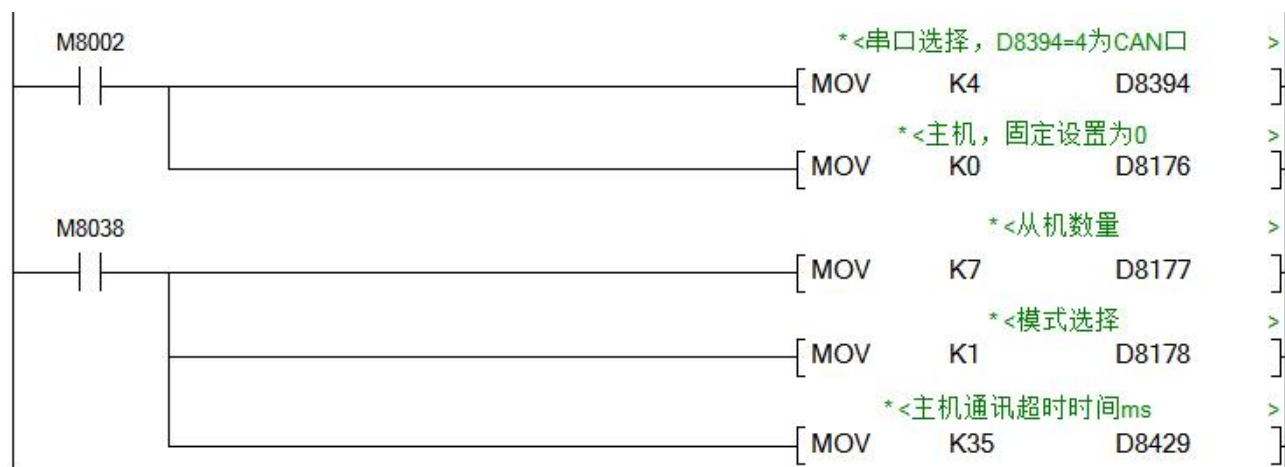 M8002
*<串口选择，D8394=4为CAN口 >
[ MOV K4 D8394 ]
*<主机，固定设置为0 >
[ MOV K0 D8176 ]
M8038
*<从机数量 >
[ MOV K7 D8177 ]
*<模式选择 >
[ MOV K1 D8178 ]
*<主机通讯超时时间ms >
[ MOV K35 D8429 ]